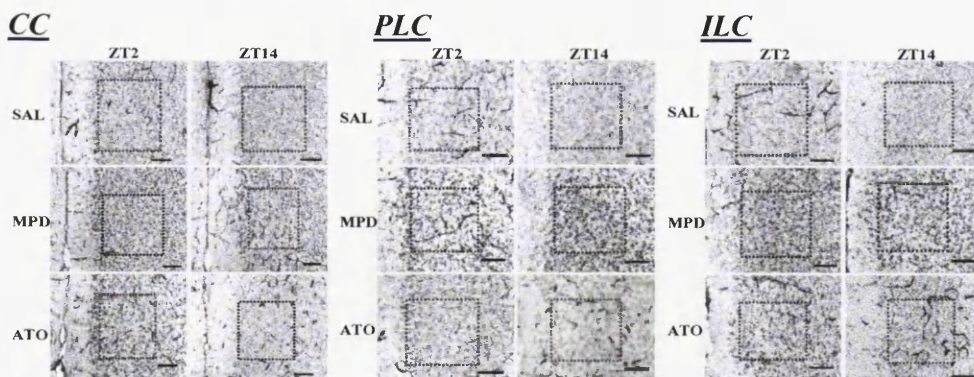 CC PLC ILC
ZT2 ZT14 ZT2 ZT14 ZT2 ZT14
SAL SAL SAL
MPD MPD MPD
ATO ATO ATO